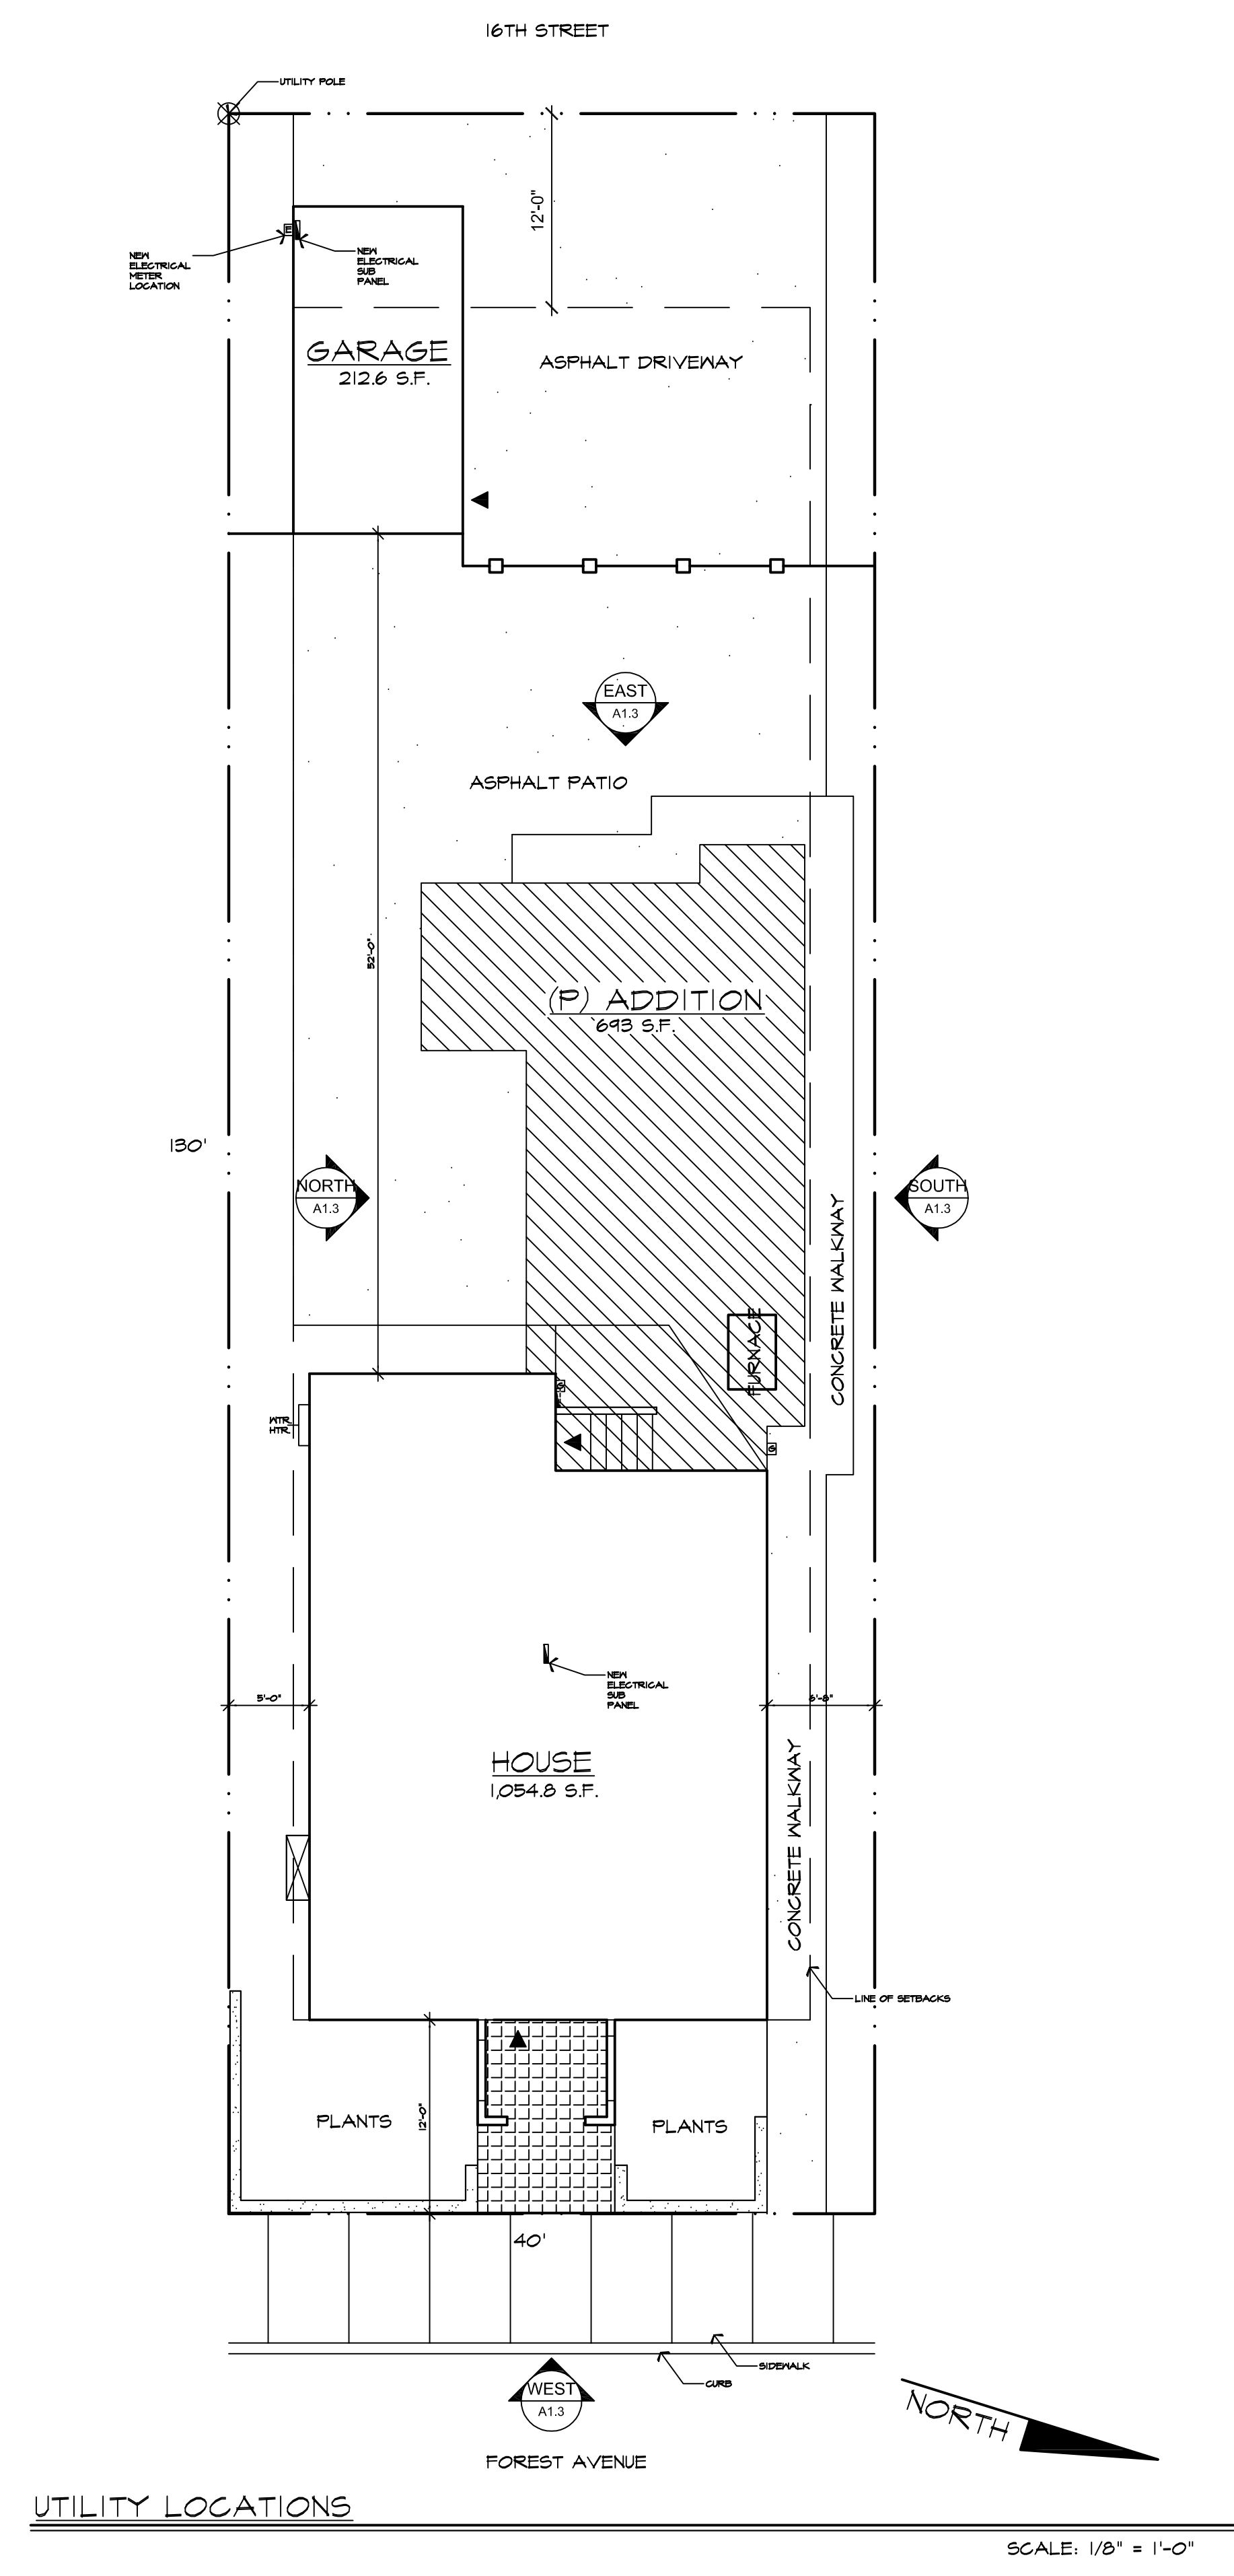 16TH STREET
UTILITY POLE
12'-0"
E
NEW
ELECTRICAL
METER
LOCATION
NEW
ELECTRICAL
SUB
PANEL
GARAGE
212.6 S.F.
ASPHALT DRIVEWAY
EAST
A1.3
ASPHALT PATIO
52'-0"
(P) ADDITION
693 S.F.
130'
NORTH
A1.3
SOUTH
A1.3
CONCRETE WALKWAY
FURNACE
WTR
HTR
G
NEW
ELECTRICAL
SUB
PANEL
5'-0"
6'-8"
HOUSE
1,054.8 S.F.
CONCRETE WALKWAY
LINE OF SETBACKS
PLANTS
12'-0"
PLANTS
40'
SIDEWALK
CURB
WEST
A1.3
NORTH
FOREST AVENUE
UTILITY LOCATIONS
SCALE: 1/8" = 1'-0"